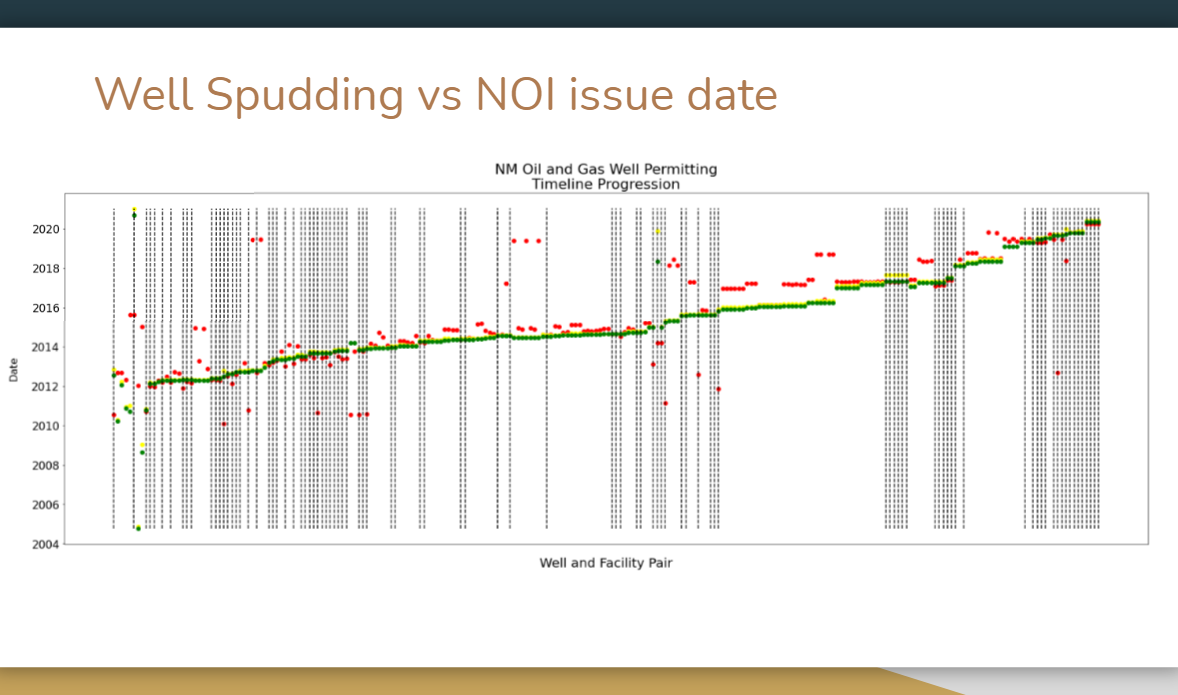 Well Spudding vs NOI issue date
NM Oil and Gas Well Permitting
Timeline Progression
2020
2018
2016
2014
2012
2010
2008
2006
2004
Date
Well and Facility Pair